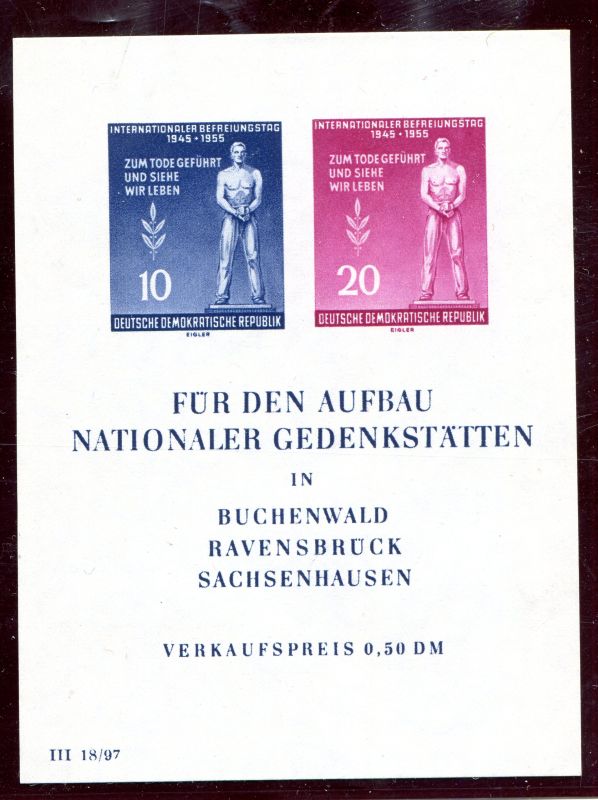 INTERNATIONALER BEFREIUNGSTAG
1945 • 1955
ZUM TODE GEFÜHRT
UND SIEHE
WIR LEBEN
10
DEUTSCHE DEMOKRATISCHE REPUBLIK
EIGLER
INTERNATIONALER BEFREIUNGSTAG
1945 • 1955
ZUM TODE GEFÜHRT
UND SIEHE
WIR LEBEN
20
DEUTSCHE DEMOKRATISCHE REPUBLIK
EIGLER
FÜR DEN AUFBAU
NATIONALER GEDENKSTÄTTEN
IN
BUCHENWALD
RAVENSBRÜCK
SACHSENHAUSEN
VERKAUFSPREIS 0,50 DM
III 18/97